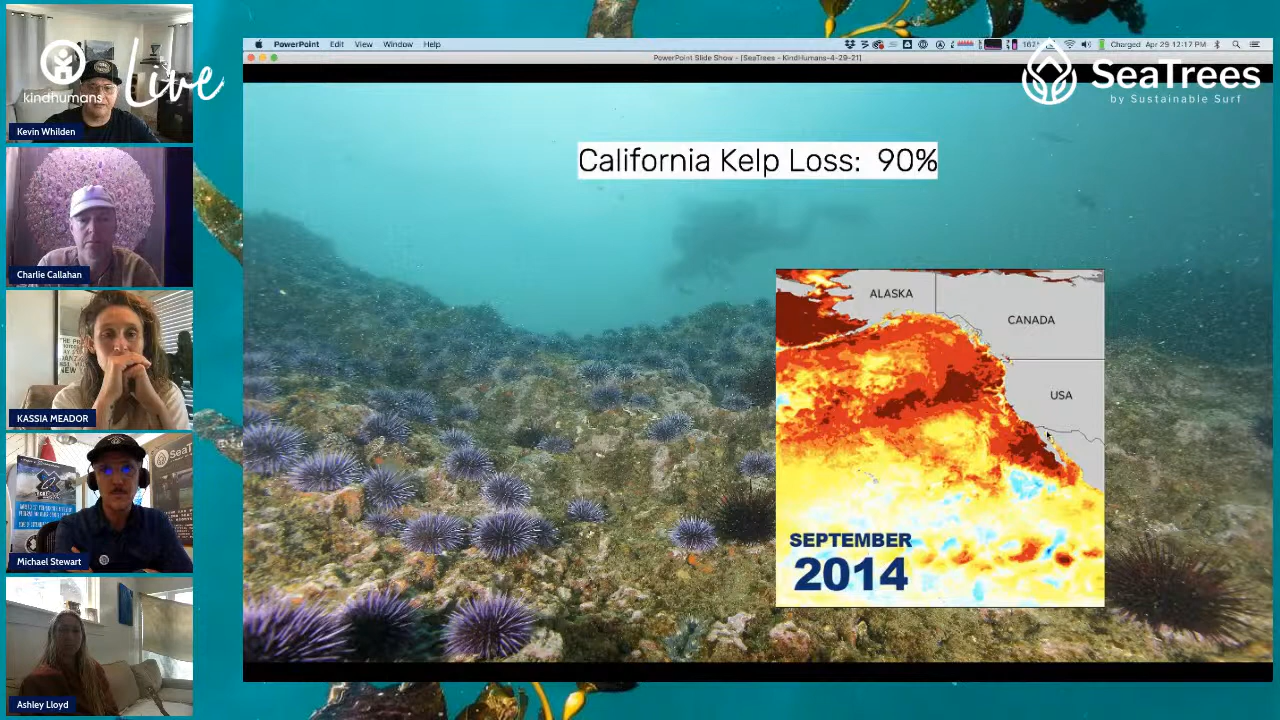 kindhumans
Live
Kevin Whilden
Charlie Callahan
KASSIA MEADOR
Michael Stewart
Ashley Lloyd
PowerPoint Edit View Window Help
Charged Apr 29 12:17 PM
PowerPoint Slide Show - [SeaTrees - KindHumans-4-29-21]
SeaTrees
by Sustainable Surf
California Kelp Loss: 90%
ALASKA
CANADA
USA
SEPTEMBER
2014